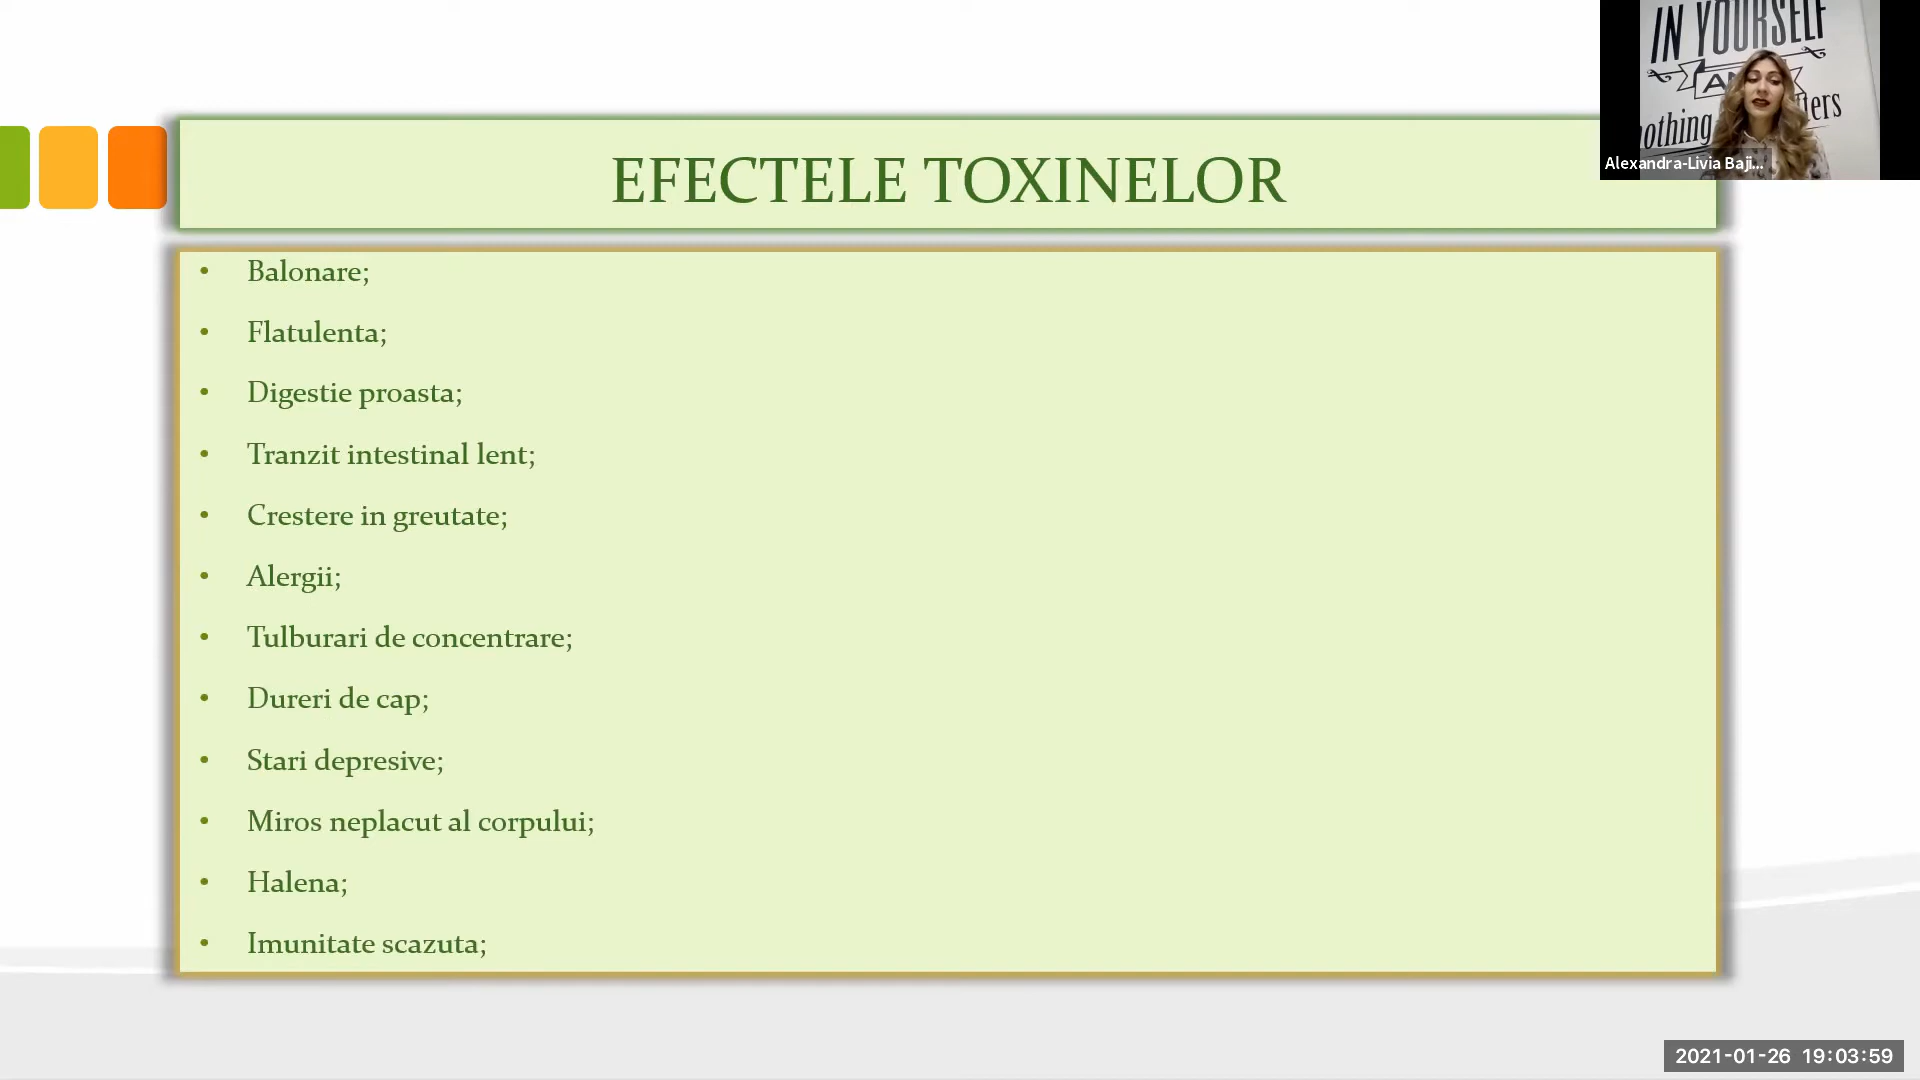 IN YOURSELF
nothing
Alexandra-Livia Baji...
EFECTELE TOXINELOR
• Balonare;
• Flatulenta;
• Digestie proasta;
• Tranzit intestinal lent;
• Crestere in greutate;
• Alergii;
• Tulburari de concentrare;
• Dureri de cap;
• Stari depresive;
• Miros neplacut al corpului;
• Halena;
• Imunitate scazuta;
2021-01-26 19:03:59